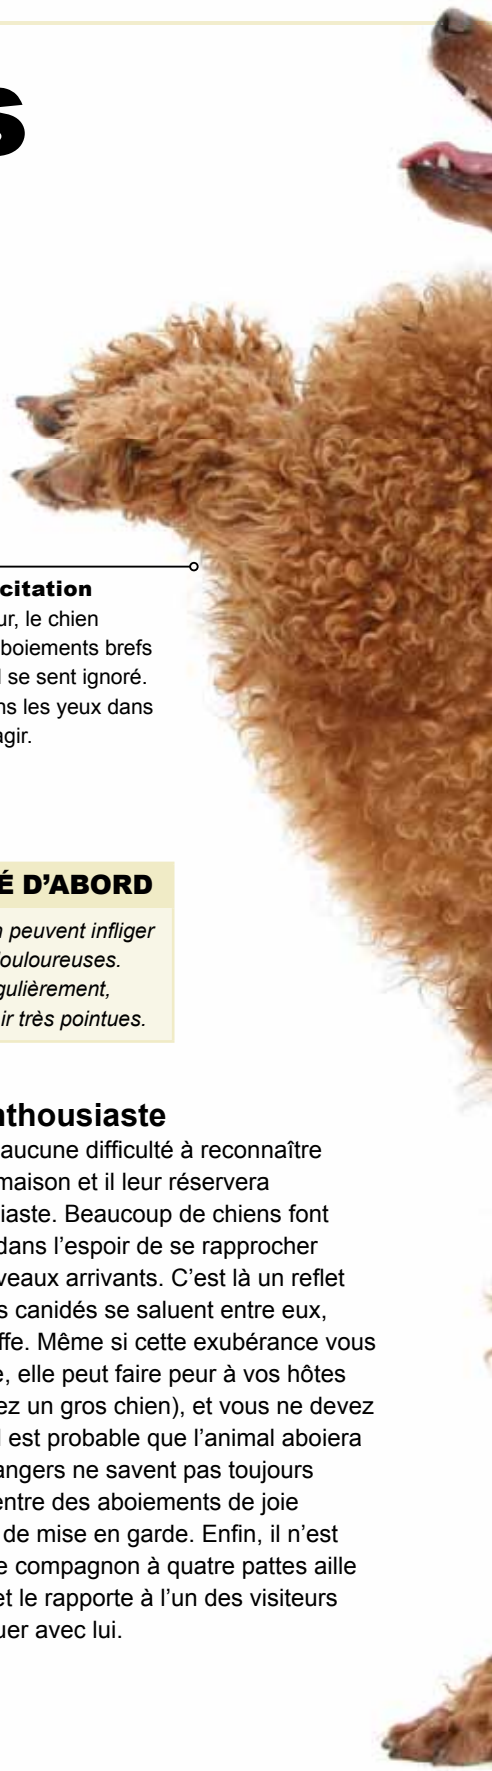 s
citation
ur, le chien
boiements brefs
l se sent ignoré.
ns les yeux dans
agir.
É D’ABORD
n peuvent infliger
louloureuses.
gulièrement,
ir très pointues.
nthousiaste
aucune difficulté à reconnaître
maison et il leur réservera
iaste. Beaucoup de chiens font
dans l’espoir de se rapprocher
veaux arrivants. C’est là un reflet
s canidés se saluent entre eux,
ffe. Même si cette exubérance vous
e, elle peut faire peur à vos hôtes
ez un gros chien), et vous ne devez
l est probable que l’animal aboiera
angers ne savent pas toujours
entre des aboiements de joie
de mise en garde. Enfin, il n’est
e compagnon à quatre pattes aille
et le rapporte à l’un des visiteurs
uer avec lui.